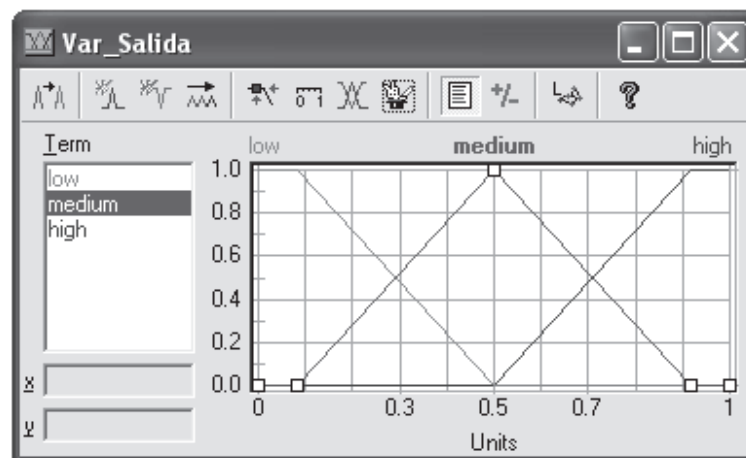 Var_Salida
Term
low
medium
high
x
y
low medium high
1.0
0.8
0.6
0.4
0.2
0.0
0 0.3 0.5 0.7 1
Units